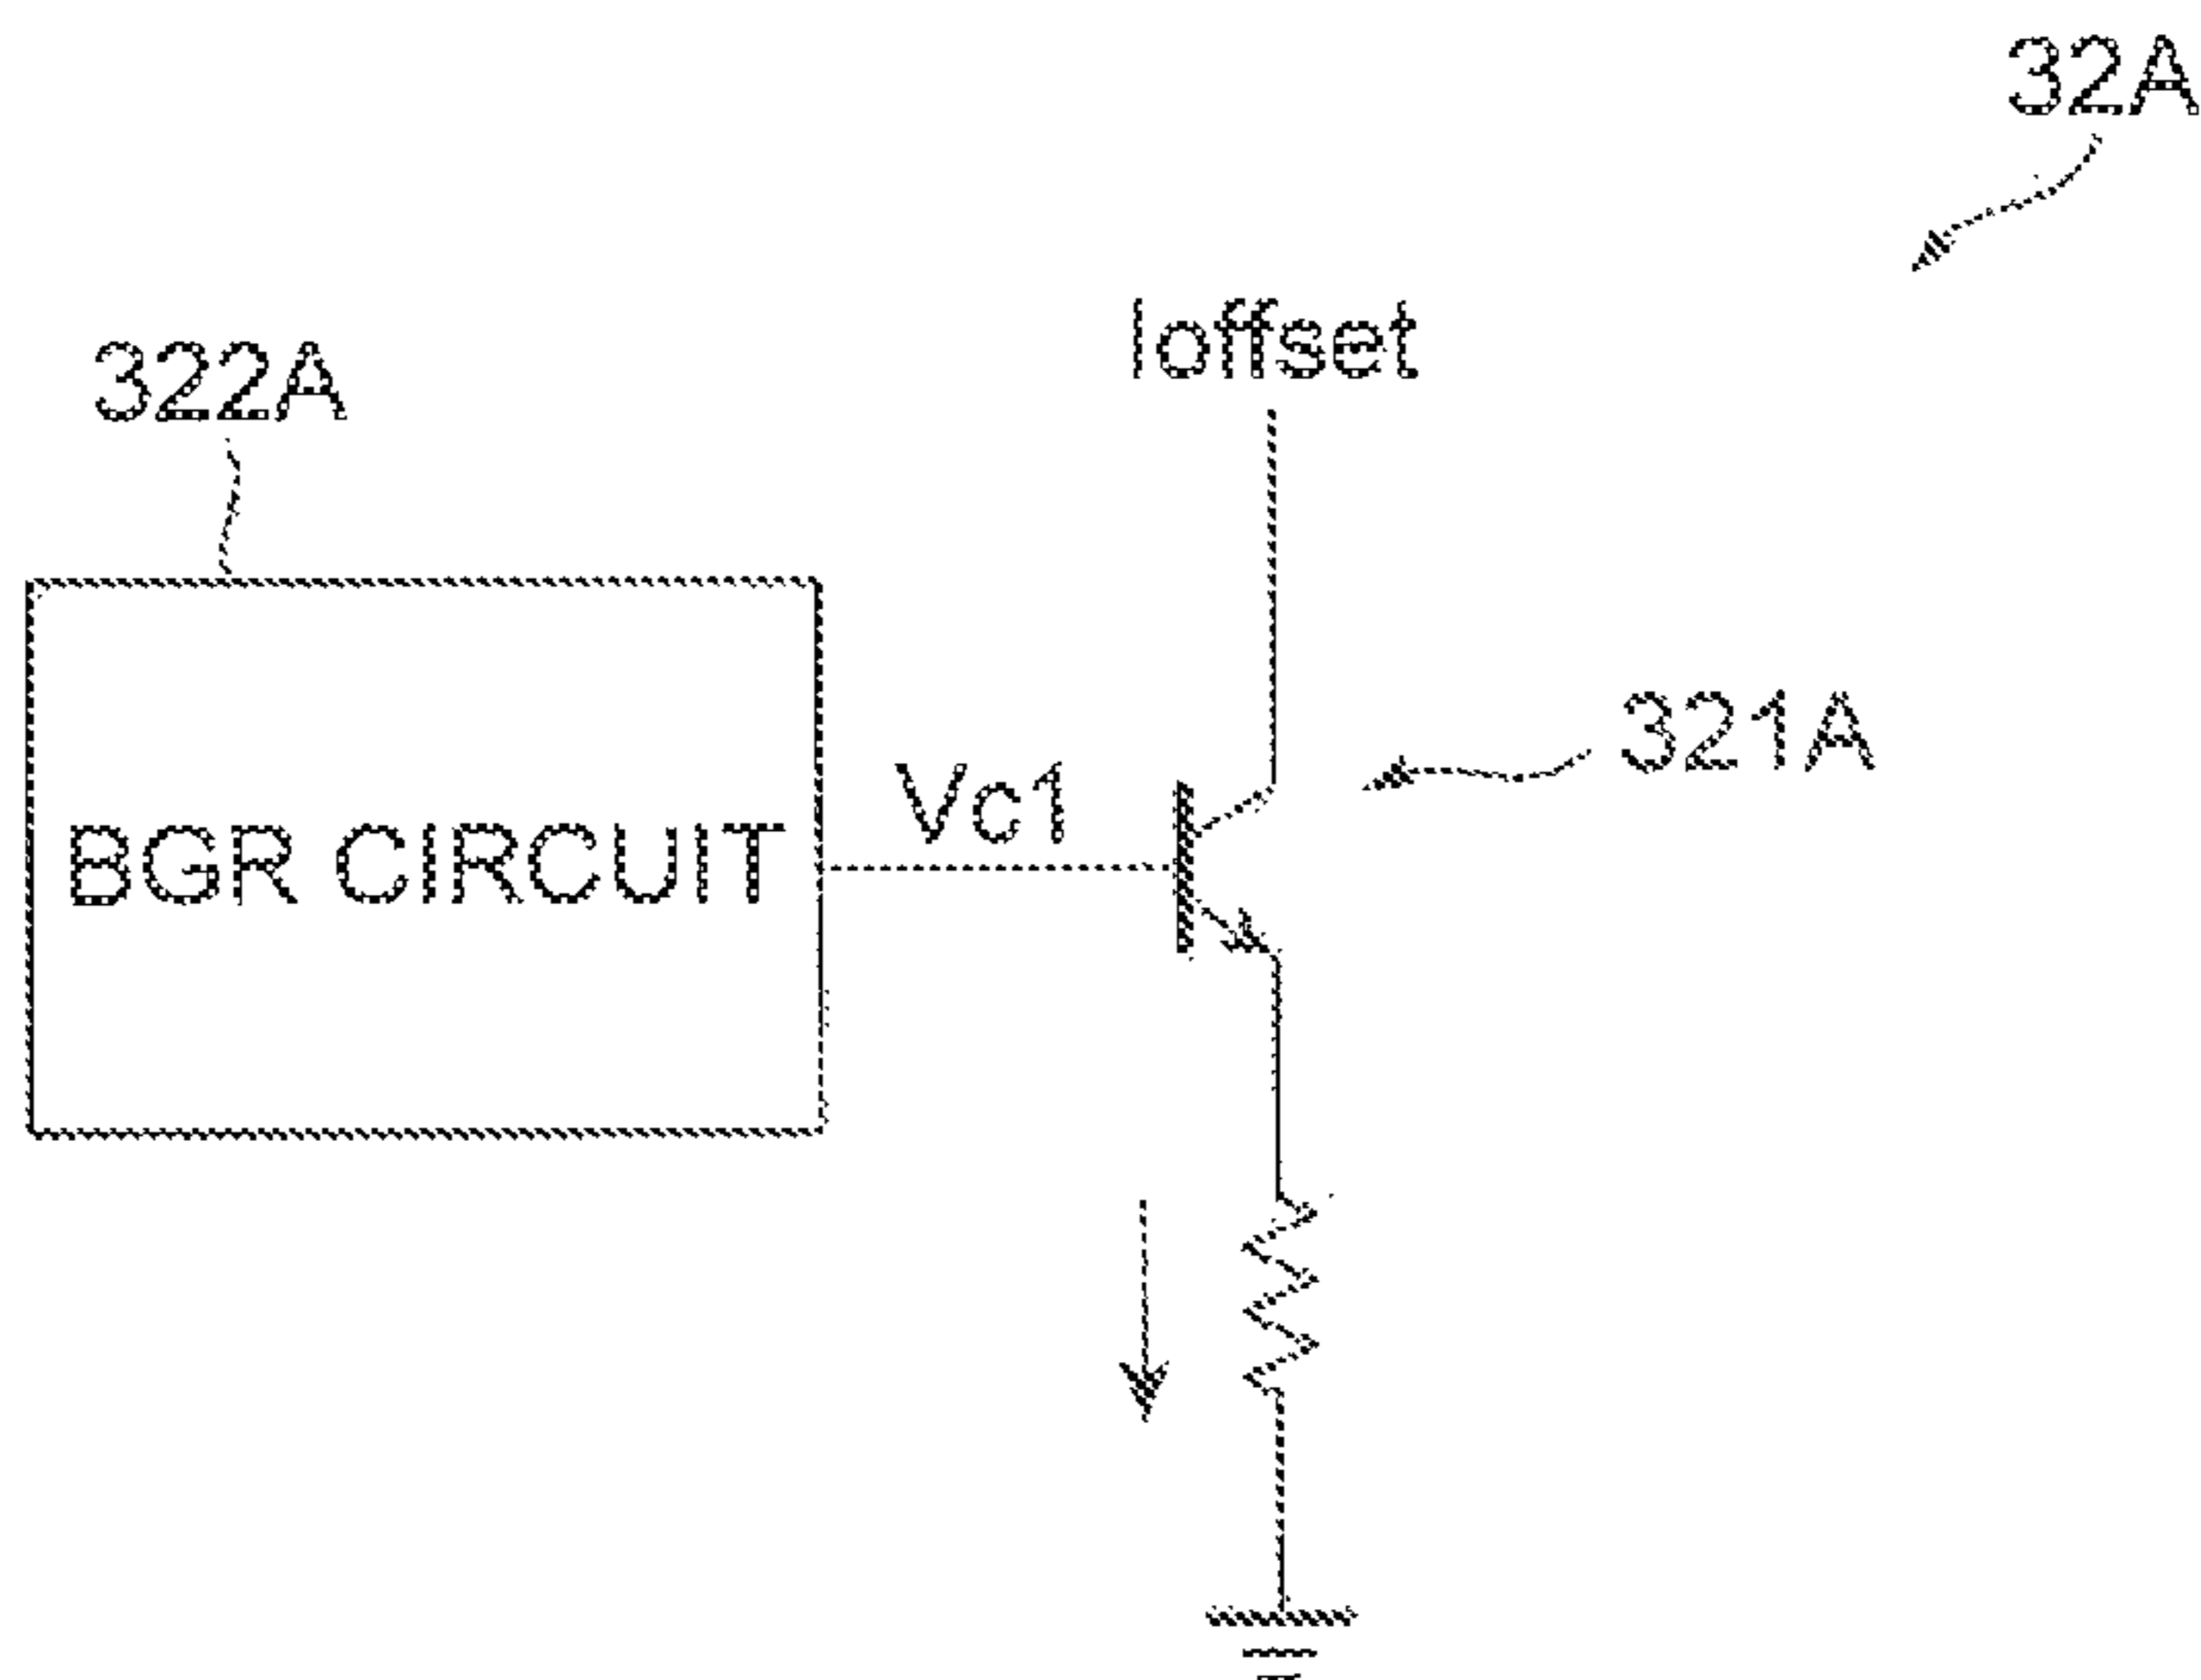 32A
Ioffset
322A
321A
Vc1
BGR CIRCUIT